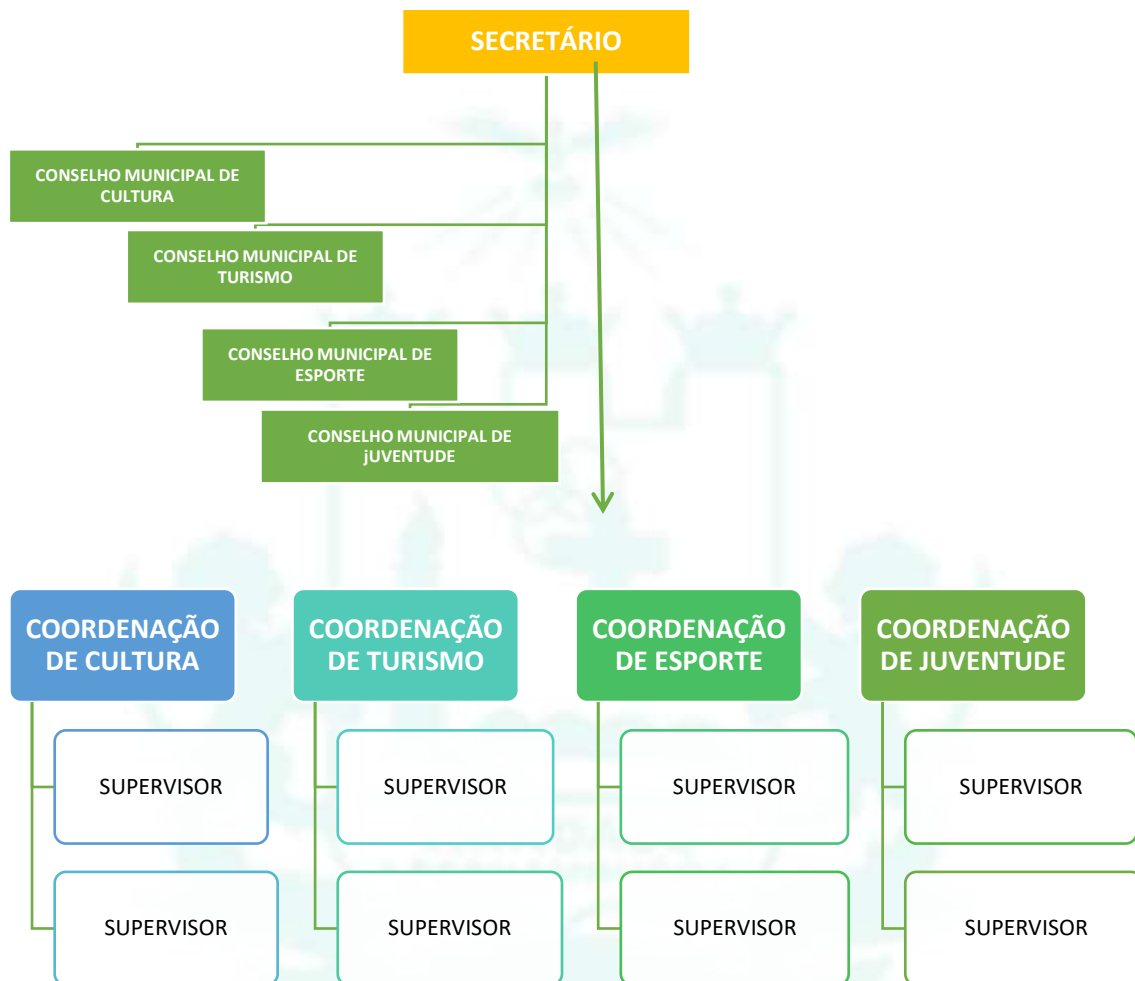 SECRETÁRIO
CONSELHO MUNICIPAL DE
CULTURA
CONSELHO MUNICIPAL DE
TURISMO
CONSELHO MUNICIPAL DE
ESPORTE
CONSELHO MUNICIPAL DE
jUVENTUDE
COORDENAÇÃO
DE CULTURA
COORDENAÇÃO
DE TURISMO
COORDENAÇÃO
DE ESPORTE
COORDENAÇÃO
DE JUVENTUDE
SUPERVISOR
SUPERVISOR
SUPERVISOR
SUPERVISOR
SUPERVISOR
SUPERVISOR
SUPERVISOR
SUPERVISOR